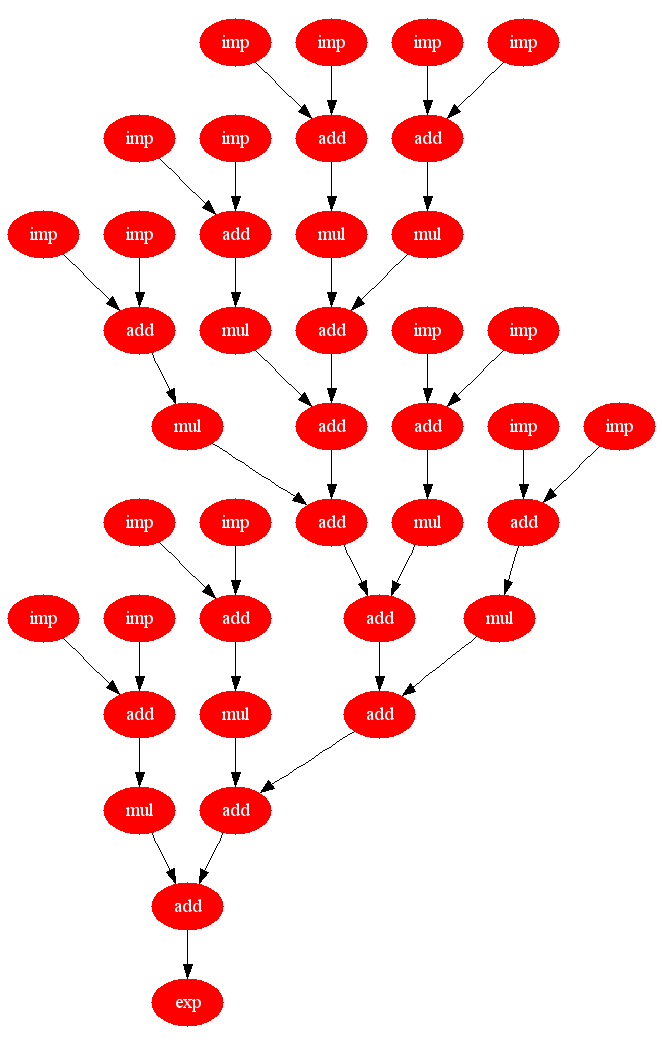 imp imp imp imp
imp imp add add
imp imp add mul mul
add mul add imp imp
mul add add imp imp
imp imp add mul add
imp imp add add mul
add mul add
mul add
add
exp